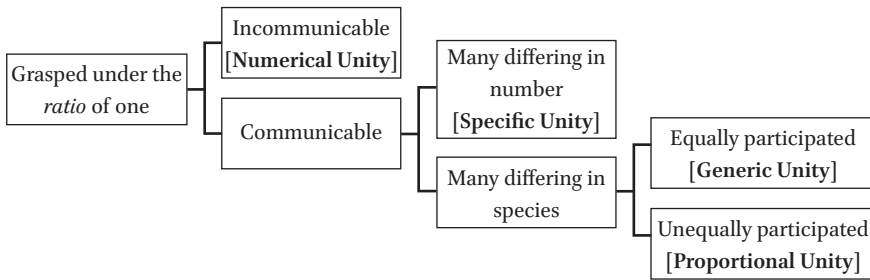 Grasped under the
ratio of one
Incommunicable
[Numerical Unity]
Communicable
Many differing in
number
[Specific Unity]
Many differing in
species
Equally participated
[Generic Unity]
Unequally participated
[Proportional Unity]